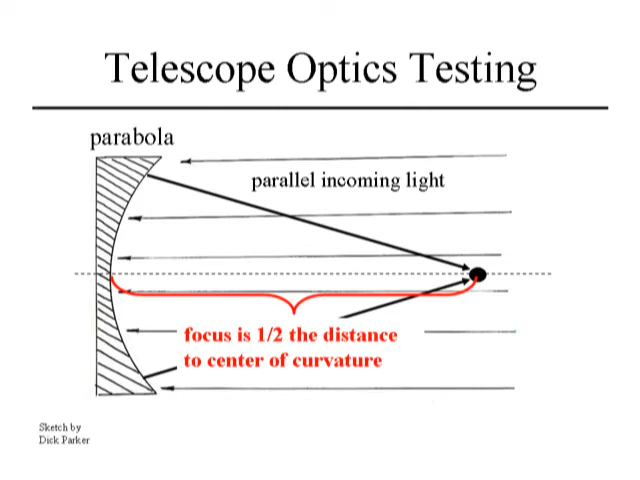 Telescope Optics Testing
parabola
parallel incoming light
focus is 1/2 the distance
to center of curvature
Sketch by
Dick Parker